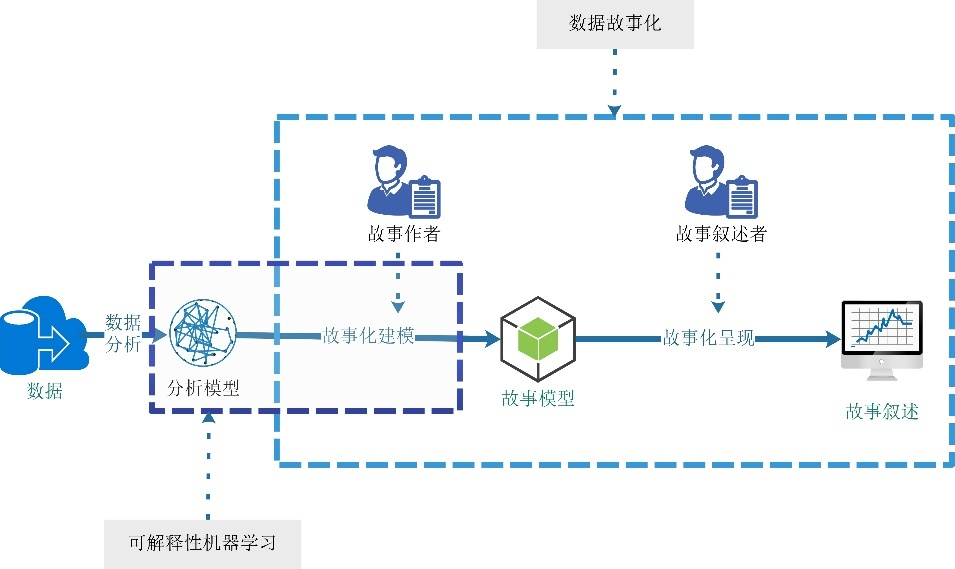 数据故事化
故事作者
故事叙述者
数据
分析
故事化建模
故事化呈现
数据
分析模型
故事模型
故事叙述
可解释性机器学习